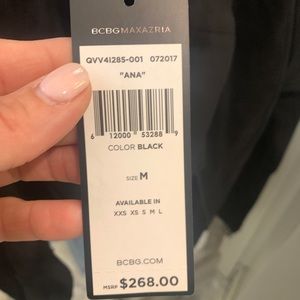 BCBGMAXAZRIA
QVV41285-001 072017
"ANA"
6 12000 53288 9
COLOR BLACK
SIZE M
AVAILABLE IN
XXS XS S M L
BCBG.COM
MSRP $268.00